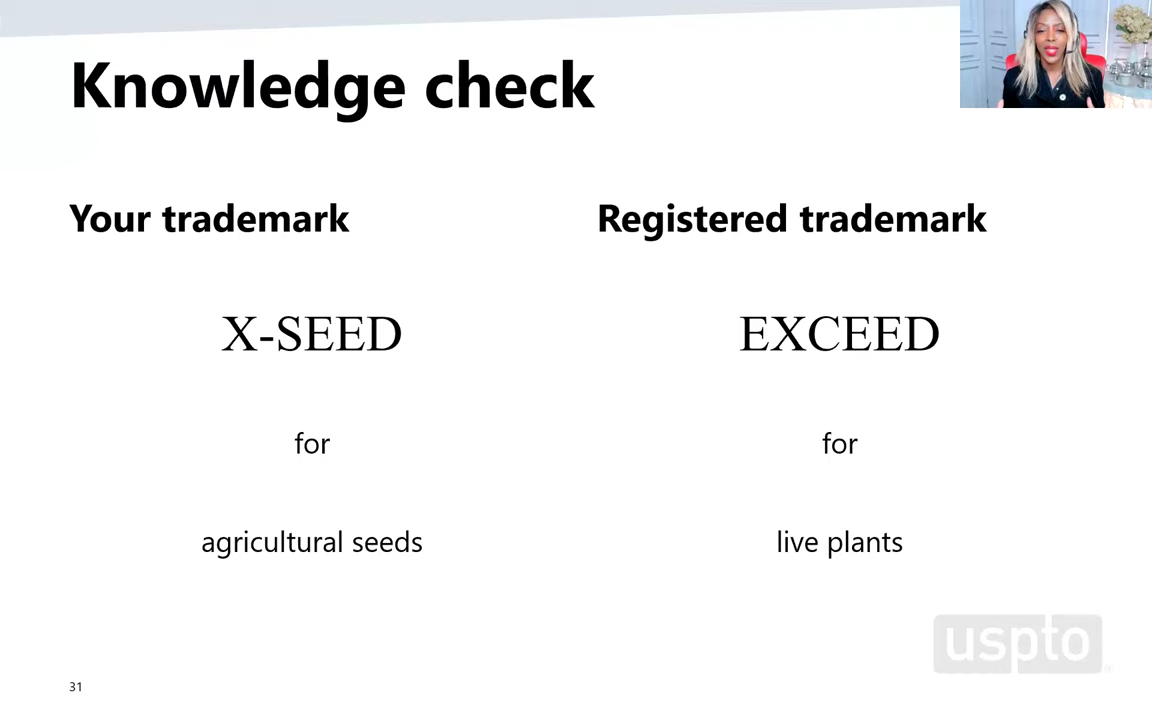 Knowledge check
Your trademark
Registered trademark
X-SEED
EXCEED
for
for
agricultural seeds
live plants
uspto
31